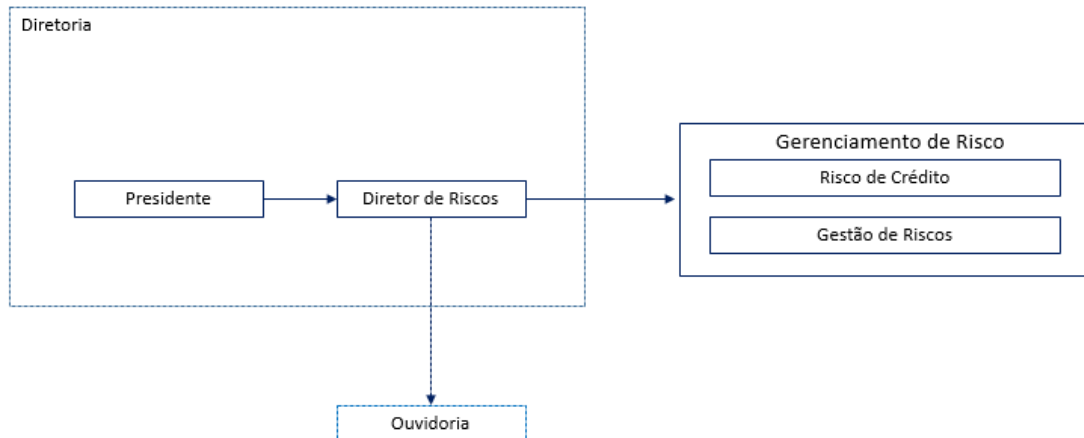 Diretoria
Gerenciamento de Risco
Risco de Crédito
Presidente
Diretor de Riscos
Gestão de Riscos
Ouvidoria